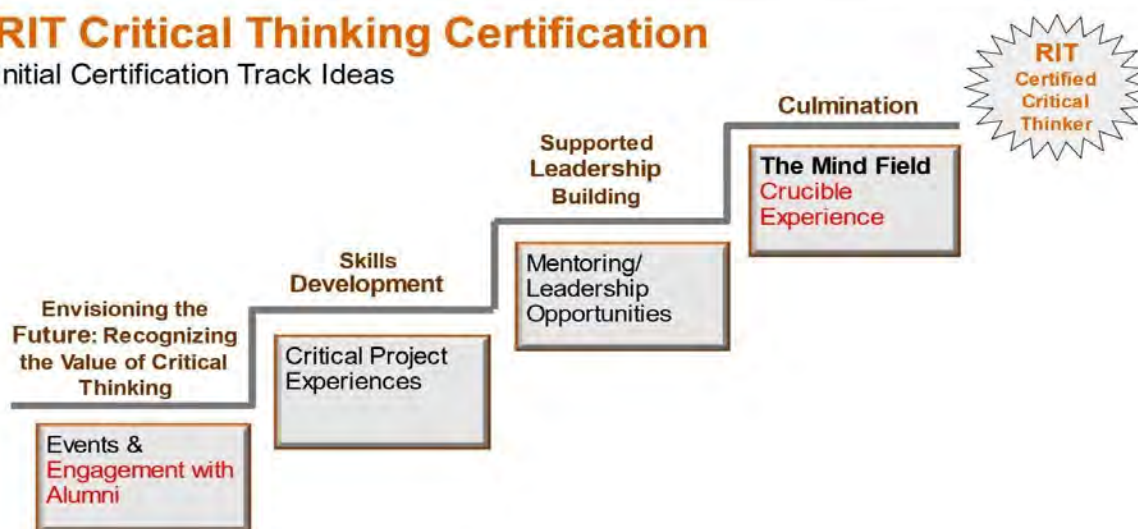 RIT Critical Thinking Certification
nitial Certification Track Ideas
RIT
Certified
Critical
Thinker
Culmination
The Mind Field
Crucible
Experience
Supported
Leadership
Building
Mentoring/
Leadership
Opportunities
Skills
Development
Critical Project
Experiences
Envisioning the
Future: Recognizing
the Value of Critical
Thinking
Events &
Engagement with
Alumni